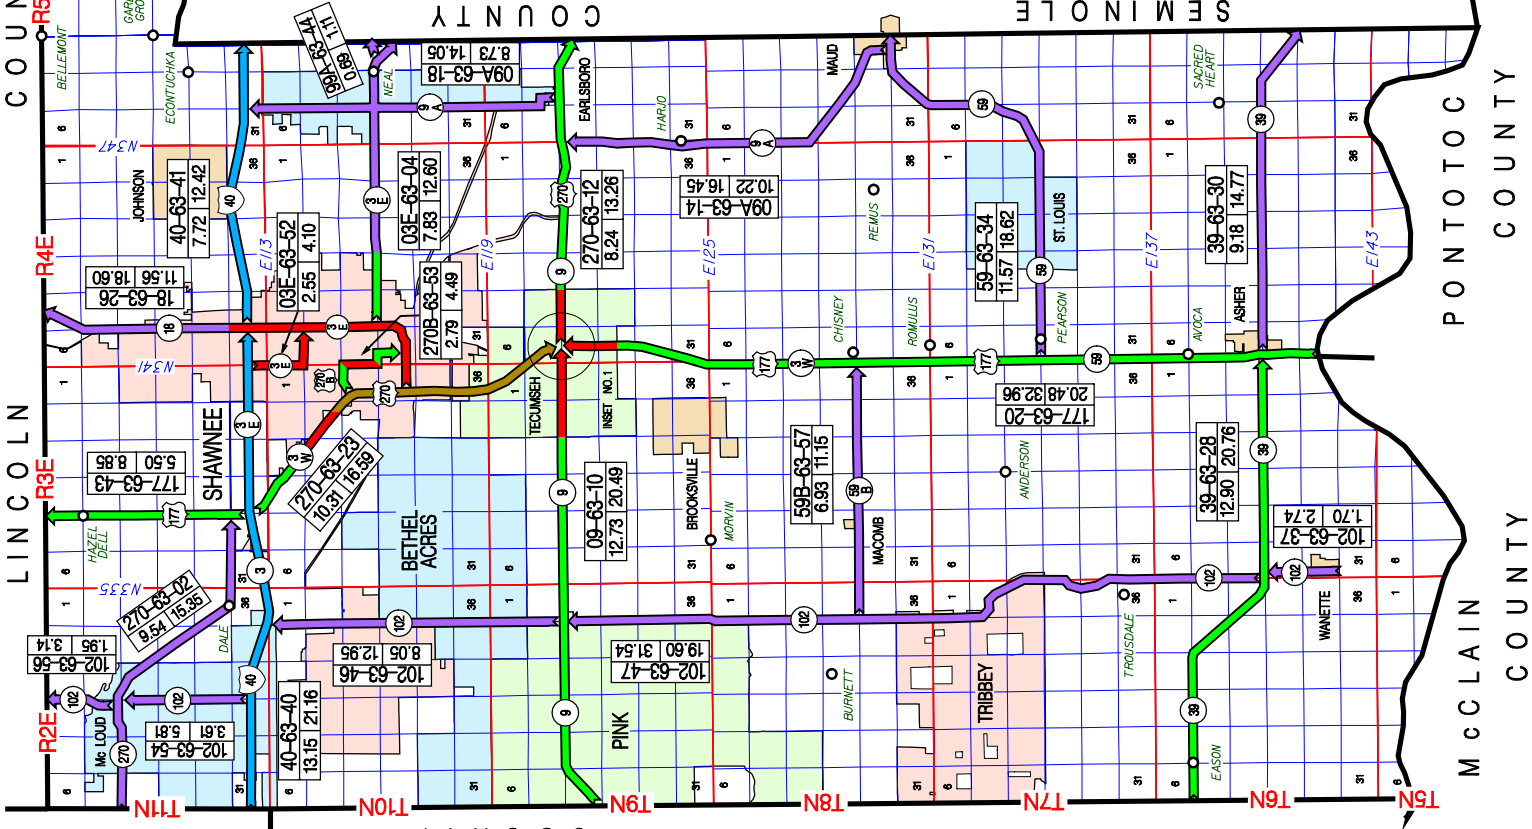 COUNTY
SEMINOLE
COUN
R5
GAR
GRO
BELLEMONT
ECONTUCHKA
99A-63-44
0.69 1.11
NEAL
09A-63-18
8.73 14.05
EARLSBORO
HARJO
MAUD
SACRED
HEART
PONTOTOC
COUNTY
N347
JOHNSON
40-63-41
7.72 12.42
03E-63-04
7.83 12.60
270-63-12
8.24 13.26
09A-63-14
10.22 16.45
REMUS
59-63-34
11.57 18.62
ST. LOUIS
39-63-30
9.18 14.77
R4E
E113
E119
E125
E131
E137
E143
18-63-26
11.56 18.60
03E-63-52
2.55 4.10
270B-63-53
2.79 4.49
CHISNEY
ROMULUS
PEARSON
AVOCA
ASHER
N341
TECUMSEH
INSET NO. 1
177-63-20
20.48 32.96
LINCOLN
R3E
SHAWNEE
177-63-43
5.50 8.85
270-63-23
10.31 16.59
BETHEL
ACRES
09-63-10
12.73 20.49
BROOKSVILLE
MORVIN
59B-63-57
6.93 11.15
MACOMB
ANDERSON
39-63-28
12.90 20.76
102-63-37
1.70 2.74
HAZEL
DELL
N335
270-63-02
9.54 15.35
DALE
102-63-56
1.95 3.14
102-63-46
8.05 12.95
102-63-47
19.60 31.54
BURNETT
TRIBBEY
TROUSDALE
WANETTE
McCLAIN
COUNTY
R2E
Mc LOUD
102-63-54
3.61 5.81
40-63-40
13.15 21.16
PINK
EASON
T11N
T10N
T9N
T8N
T7N
T6N
T5N